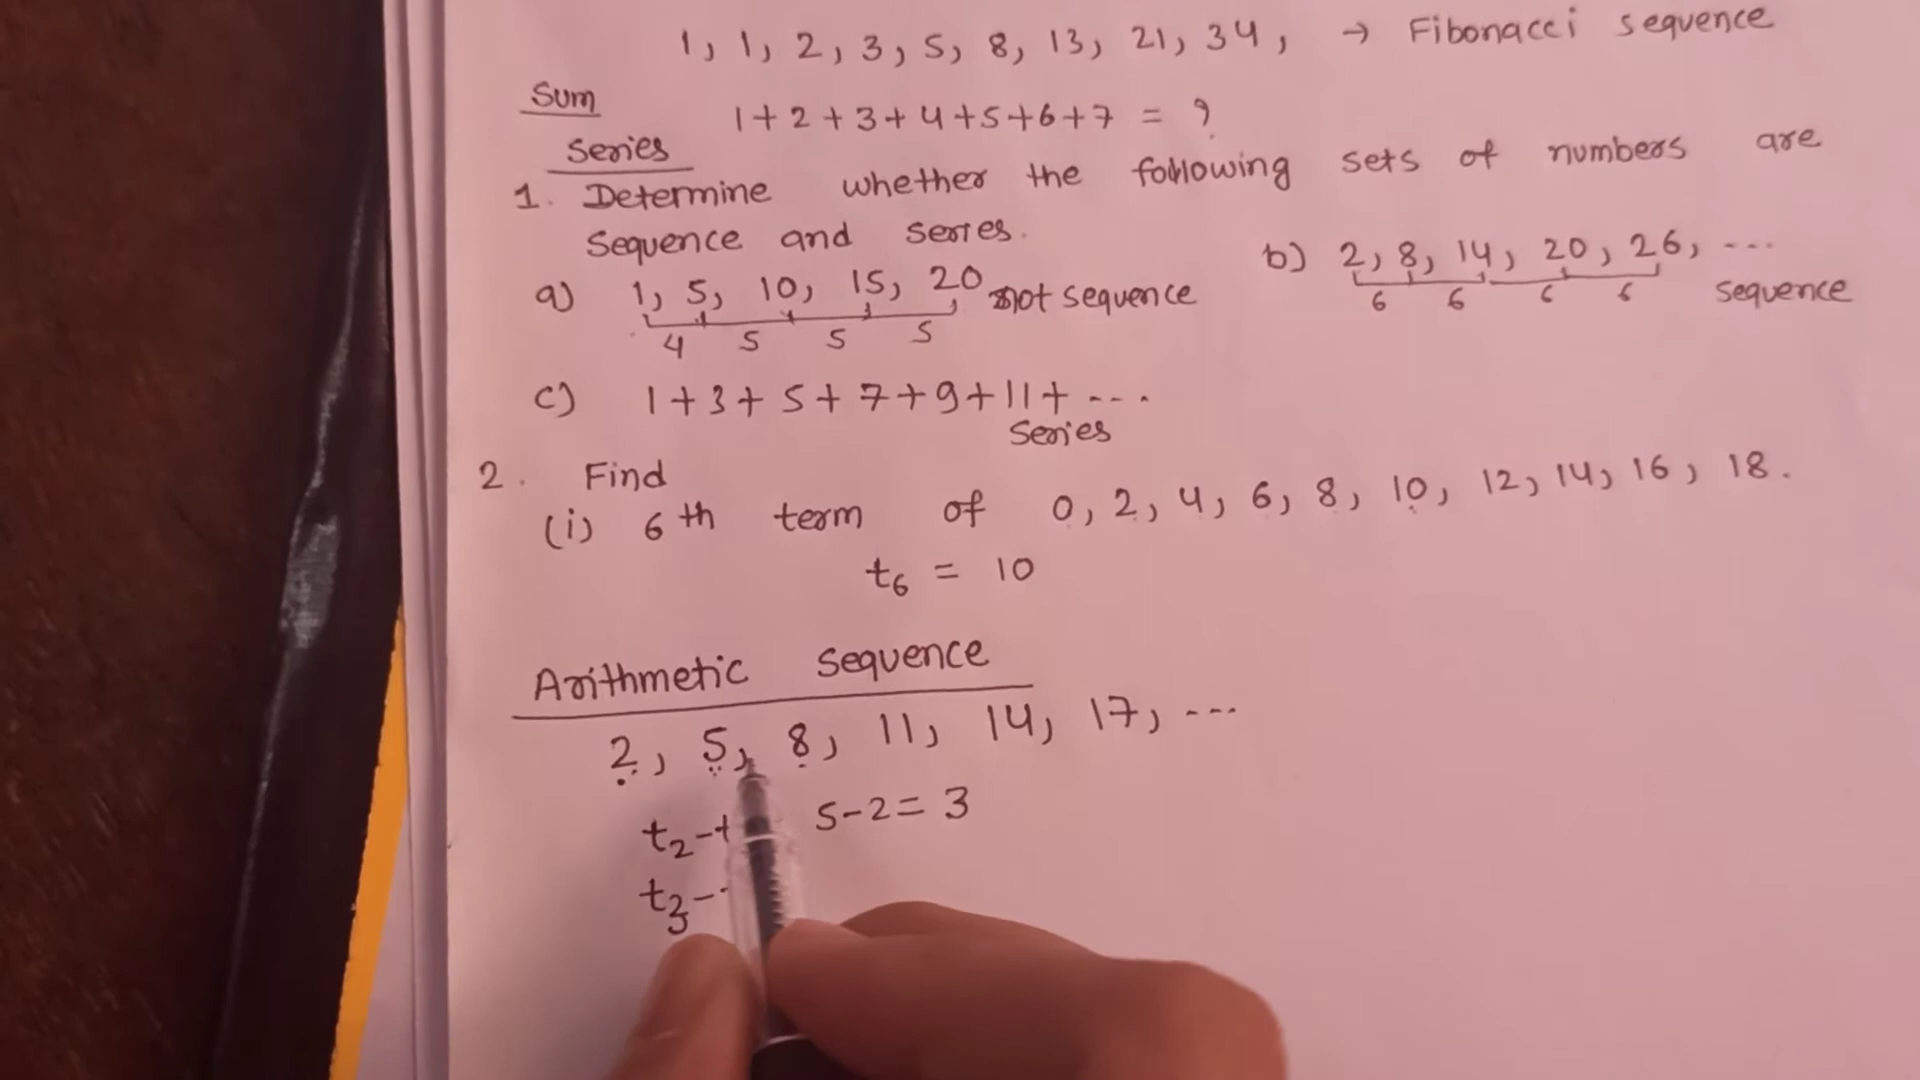 1, 1, 2, 3, 5, 8, 13, 21, 34, → Fibonacci sequence
Sum
1+2+3+4+5+6+7 = ?
Series
1. Determine whether the following sets of numbers are
Sequence and series.
a) 1, 5, 10, 15, 20 not sequence
4 5 5 5
b) 2, 8, 14, 20, 26, ---
6 6 6 6 sequence
c) 1+3+5+7+9+11+ ---.
Series
2. Find
(i) 6th term of 0, 2, 4, 6, 8, 10, 12, 14, 16, 18.
t6 = 10
Arithmetic sequence
2, 5, 8, 11, 14, 17, ---
t2-t 5-2=3
t3-